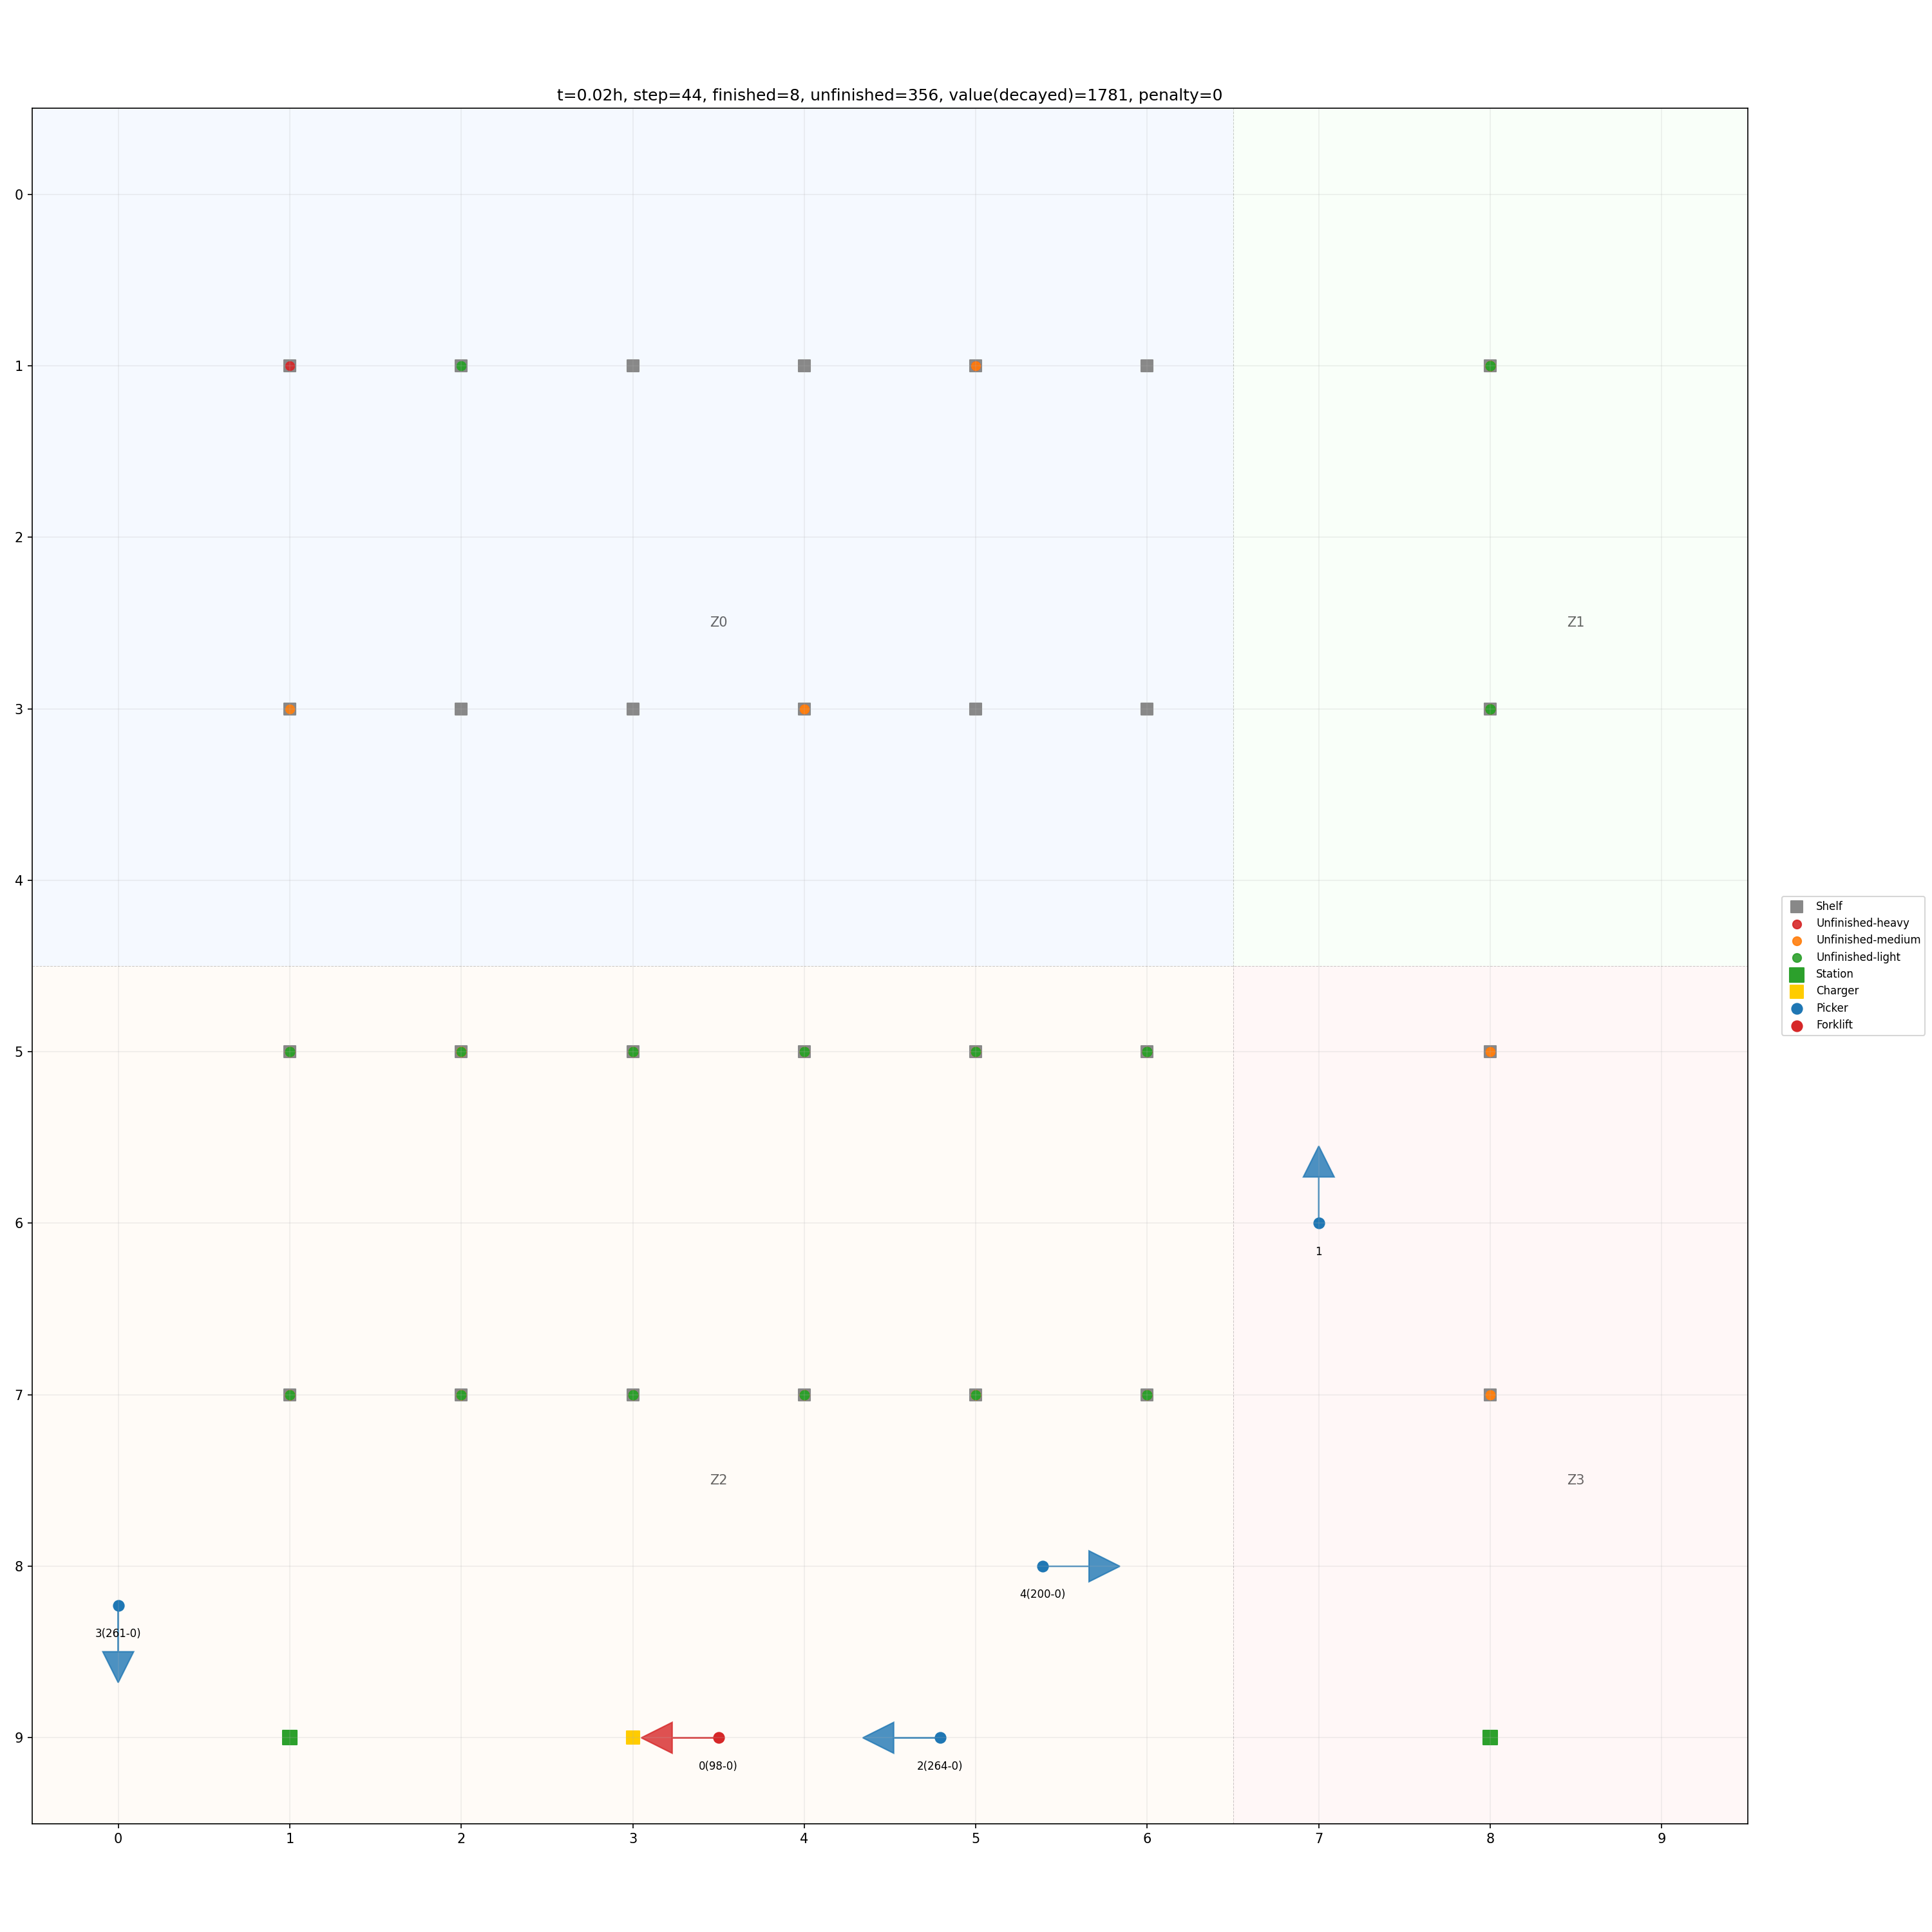 t=0.02h, step=44, finished=8, unfinished=356, value(decayed)=1781, penalty=0
0
1
2
Z0
Z1
3
4
Shelf
Unfinished-heavy
Unfinished-medium
Unfinished-light
Station
Charger
Picker
Forklift
5
6
1
7
Z2
Z3
8
4(200-0)
3(261-0)
9
0(98-0)
2(264-0)
0 1 2 3 4 5 6 7 8 9